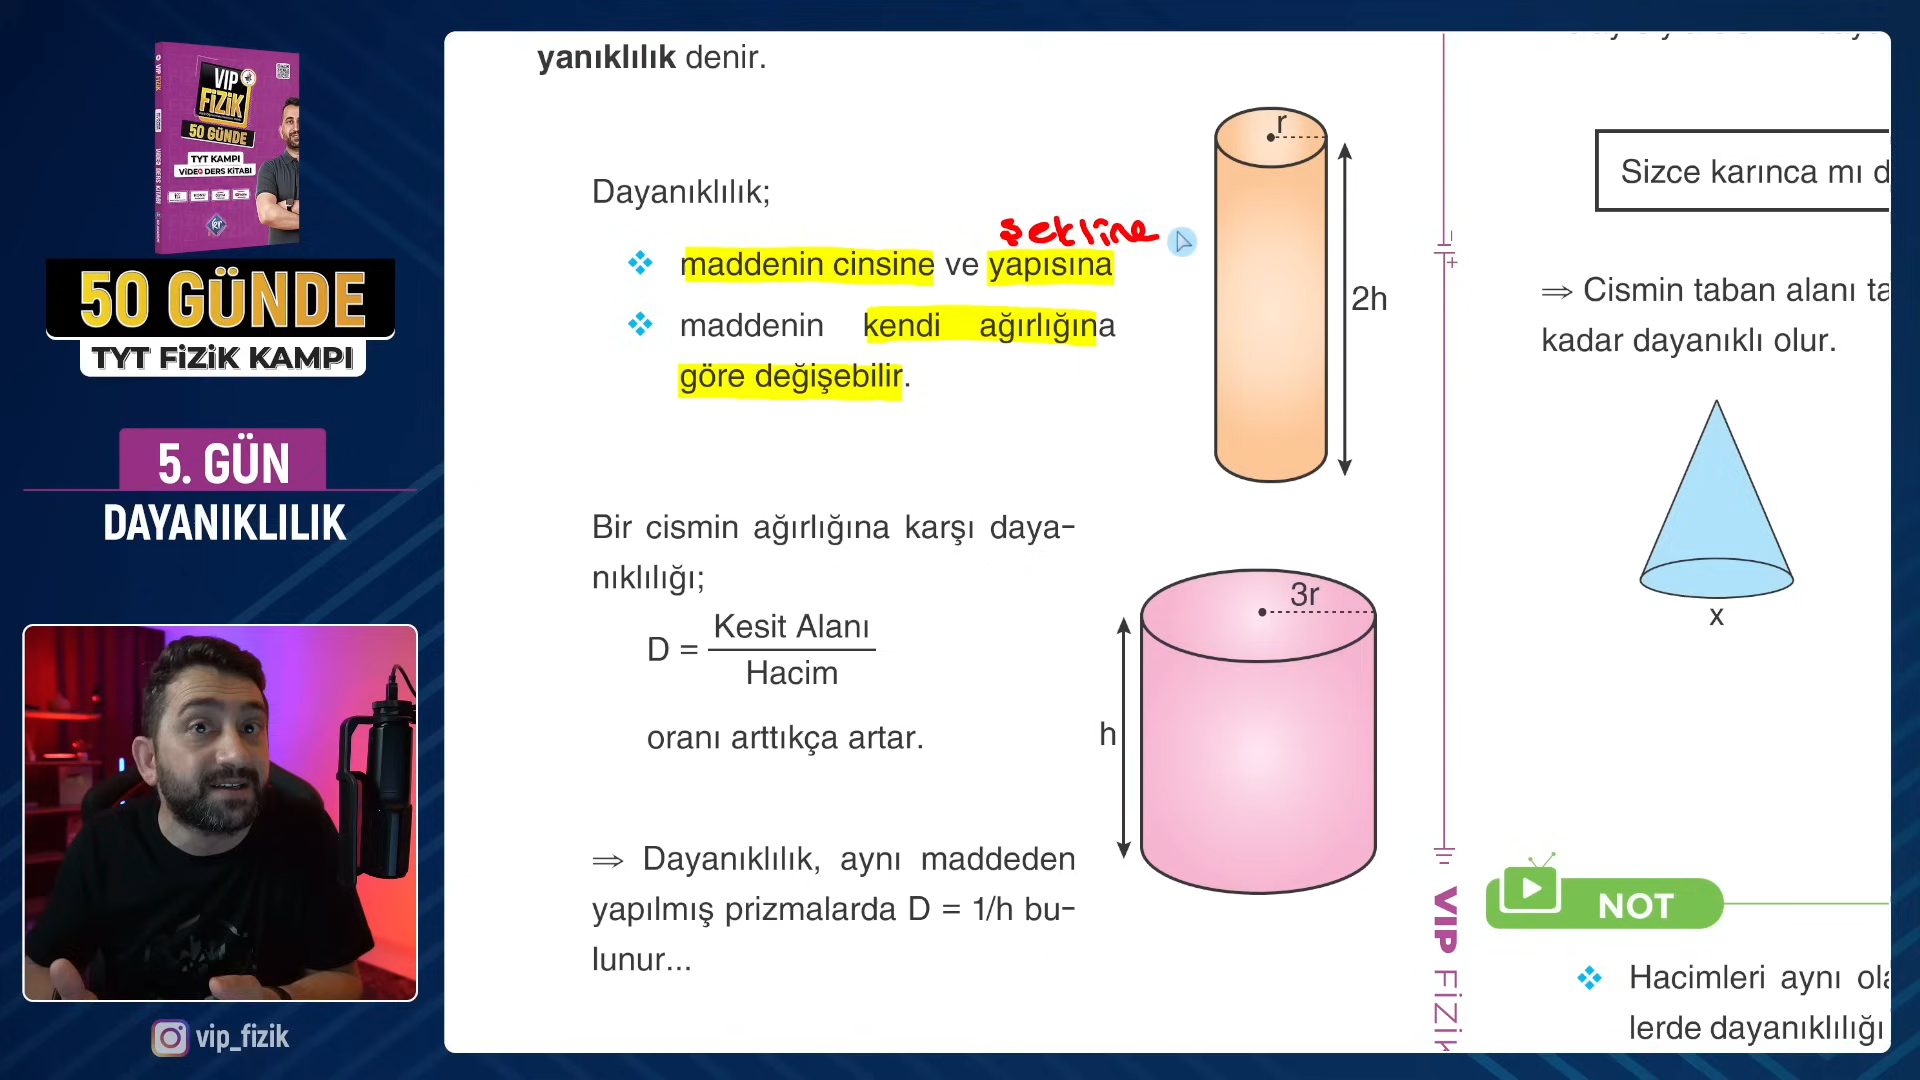 VIP
FİZİK
50 GÜNDE
TYT KAMPI
VİDEO DERS KİTABI
50 GÜNDE
TYT FİZİK KAMPI
5. GÜN
DAYANIKLILIK
vip_fizik
yanıklılık denir.
Dayanıklılık;
şekline
maddenin cinsine ve yapısına
maddenin kendi ağırlığına
göre değişebilir.
Bir cismin ağırlığına karşı daya-
nıklılığı;
D = Kesit Alanı
Hacim
oranı arttıkça artar.
⇒ Dayanıklılık, aynı maddeden
yapılmış prizmalarda D = 1/h bu-
lunur...
r
2h
3r
h
VIP FİZİK
Sizce karınca mı d
⇒ Cismin taban alanı ta
kadar dayanıklı olur.
x
NOT
Hacimleri aynı ola
lerde dayanıklılığı